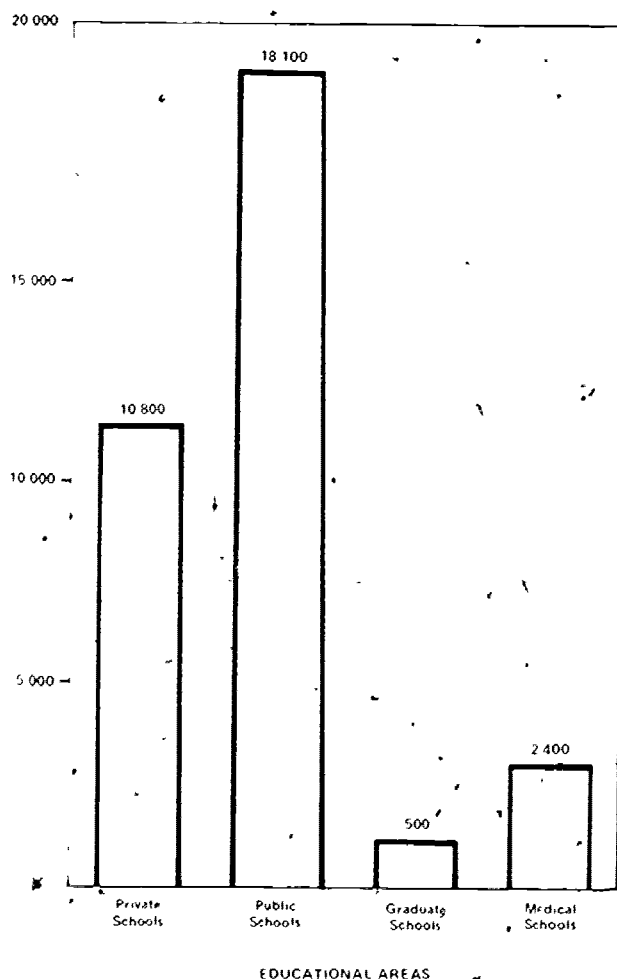 20 000
18 100
15 000
10 800
10 000
5 000
2 400
500
Private Schools
Public Schools
Graduate Schools
Medical Schools
EDUCATIONAL AREAS